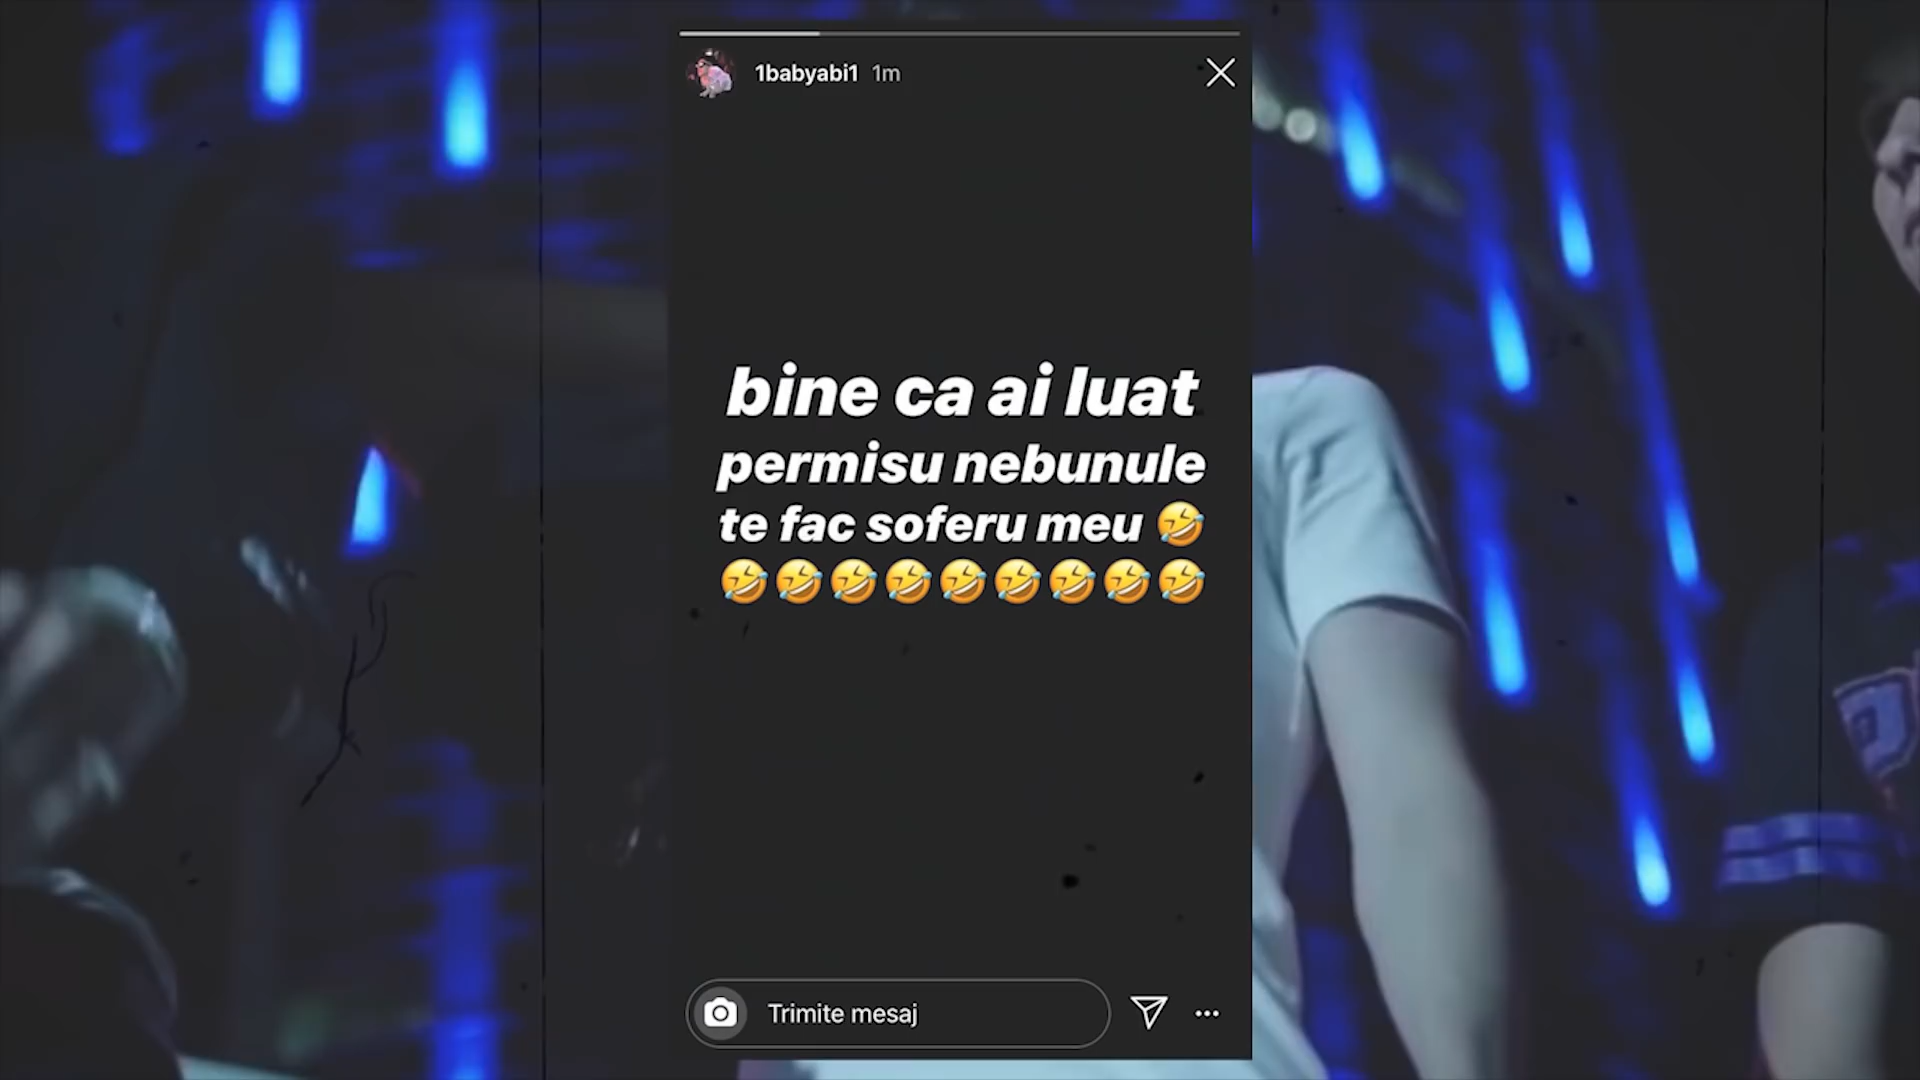 1babyabi1 1m
bine ca ai luat
permisu nebunule
te fac soferu meu 🤣
🤣🤣🤣🤣🤣🤣🤣🤣🤣
Trimite mesaj